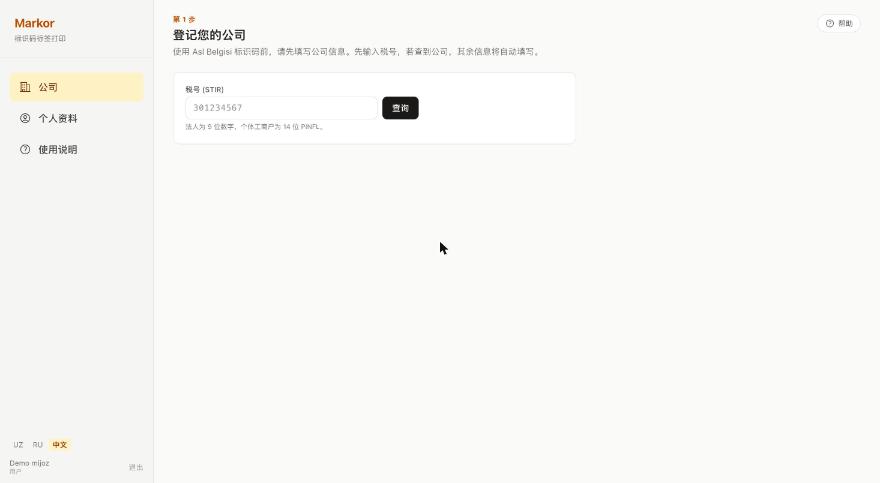 Markor
标识码标签打印
公司
个人资料
使用说明
UZ RU 中文
Demo mijoz
用户
退出
第 1 步
登记您的公司
使用 Asl Belgisi 标识码前，请先填写公司信息。先输入税号，若查到公司，其余信息将自动填写。
帮助
税号 (STIR)
301234567
查询
法人为 9 位数字，个体工商户为 14 位 PINFL。